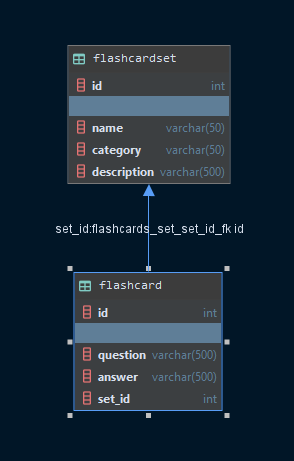 flashcardset
id int
name varchar(50)
category varchar(50)
description varchar(500)
set_id:flashcards_set_set_id_fk id
flashcard
id int
question varchar(500)
answer varchar(500)
set_id int